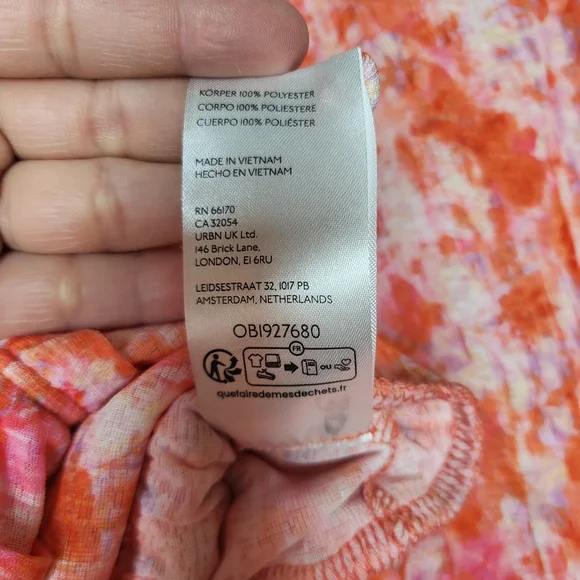 KÖRPER 100% POLYESTER
CORPO 100% POLIESTERE
CUERPO 100% POLIÉSTER
MADE IN VIETNAM
HECHO EN VIETNAM
RN 66170
CA 32054
URBN UK Ltd.
146 Brick Lane,
LONDON, E1 6RU
LEIDSESTRAAT 32, 1017 PB
AMSTERDAM, NETHERLANDS
OB1927680
FR
OU
quefairedemesdechets.fr